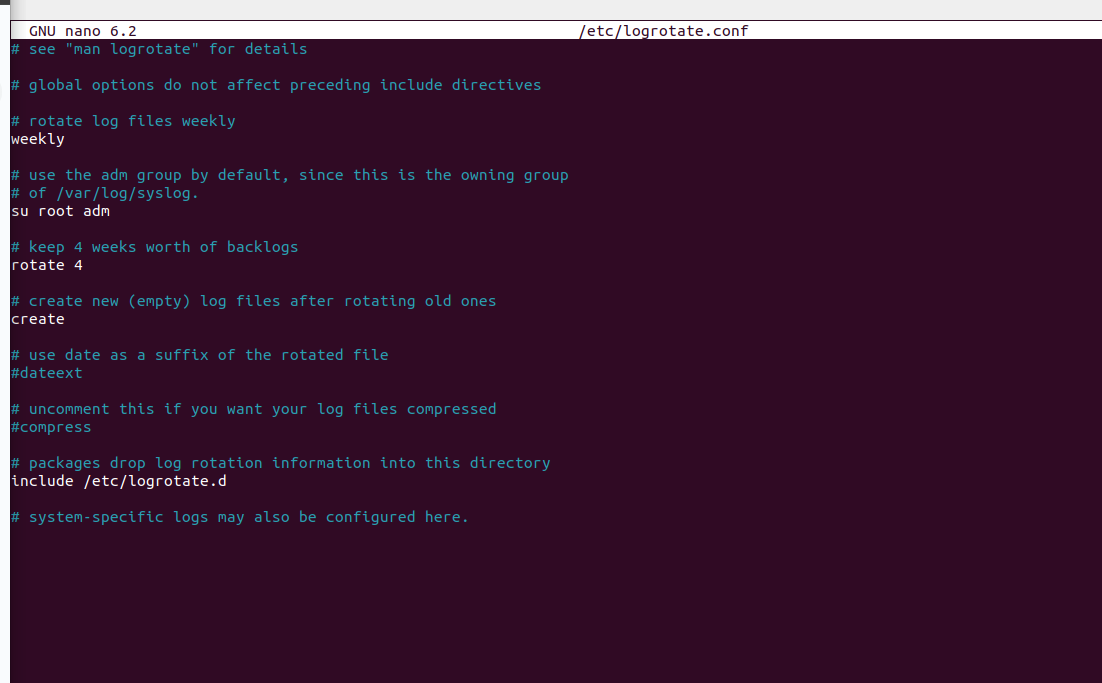 GNU nano 6.2 /etc/logrotate.conf
# see "man logrotate" for details
# global options do not affect preceding include directives
# rotate log files weekly
weekly
# use the adm group by default, since this is the owning group
# of /var/log/syslog.
su root adm
# keep 4 weeks worth of backlogs
rotate 4
# create new (empty) log files after rotating old ones
create
# use date as a suffix of the rotated file
#dateext
# uncomment this if you want your log files compressed
#compress
# packages drop log rotation information into this directory
include /etc/logrotate.d
# system-specific logs may also be configured here.